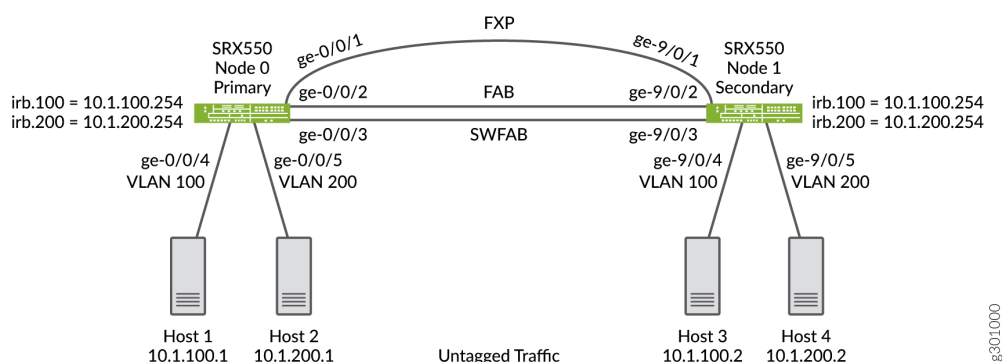 FXP
ge-0/0/1
ge-9/0/1
SRX550
Node 0
Primary
SRX550
Node 1
Secondary
irb.100 = 10.1.100.254
irb.200 = 10.1.200.254
ge-0/0/2
FAB
ge-9/0/2
irb.100 = 10.1.100.254
irb.200 = 10.1.200.254
ge-0/0/3
SWFAB
ge-9/0/3
ge-0/0/4
VLAN 100
ge-0/0/5
VLAN 200
ge-9/0/4
VLAN 100
ge-9/0/5
VLAN 200
Host 1
10.1.100.1
Host 2
10.1.200.1
Untagged Traffic
Host 3
10.1.100.2
Host 4
10.1.200.2
g301000